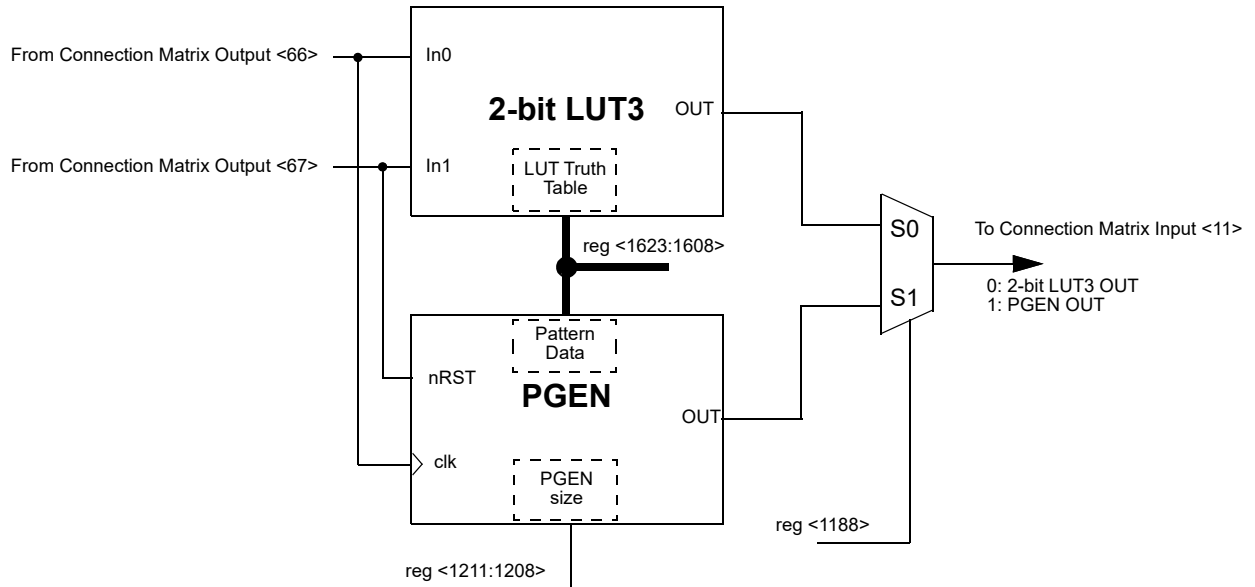 From Connection Matrix Output <66>
In0
2-bit LUT3
OUT
From Connection Matrix Output <67>
In1
LUT Truth
Table
S0
To Connection Matrix Input <11>
reg <1623:1608>
0: 2-bit LUT3 OUT
1: PGEN OUT
S1
Pattern
Data
nRST
PGEN
OUT
clk
PGEN
size
reg <1188>
reg <1211:1208>